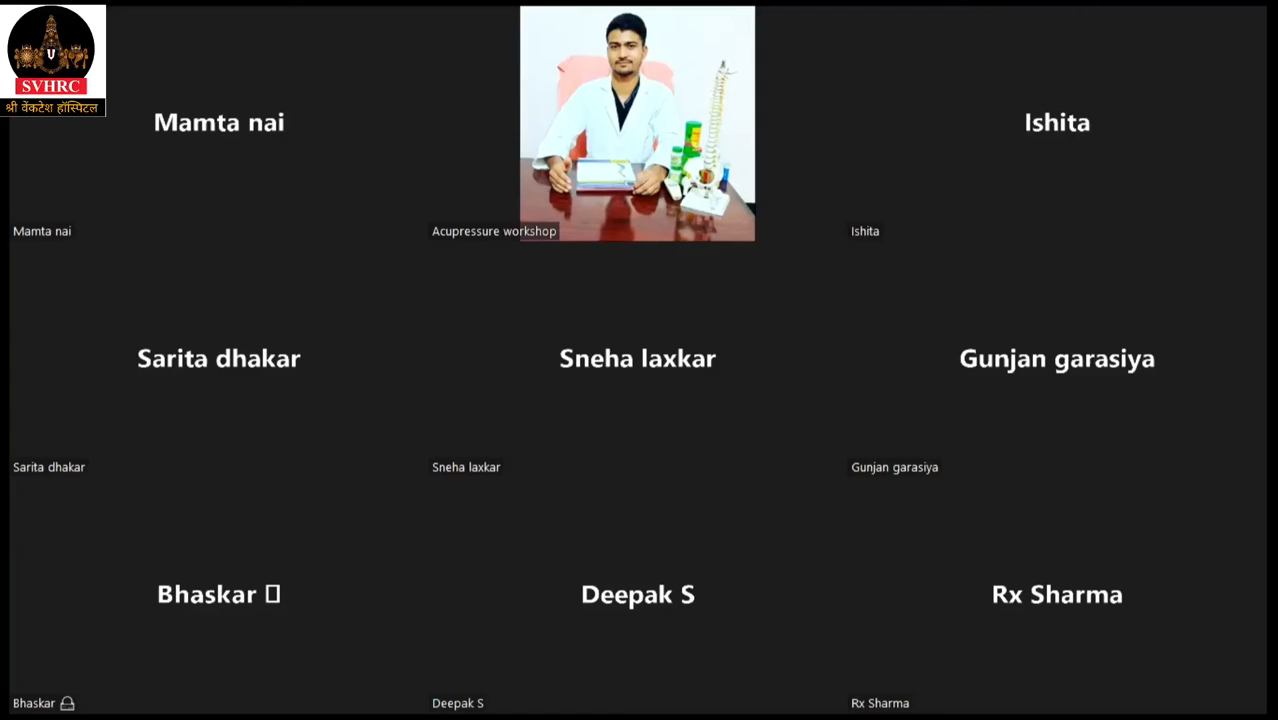 SVHRC
श्री वेंकटेश हॉस्पिटल
Mamta nai
Ishita
Mamta nai
Acupressure workshop
Ishita
Sarita dhakar
Sneha laxkar
Gunjan garasiya
Sarita dhakar
Sneha laxkar
Gunjan garasiya
Bhaskar
Deepak S
Rx Sharma
Bhaskar
Deepak S
Rx Sharma